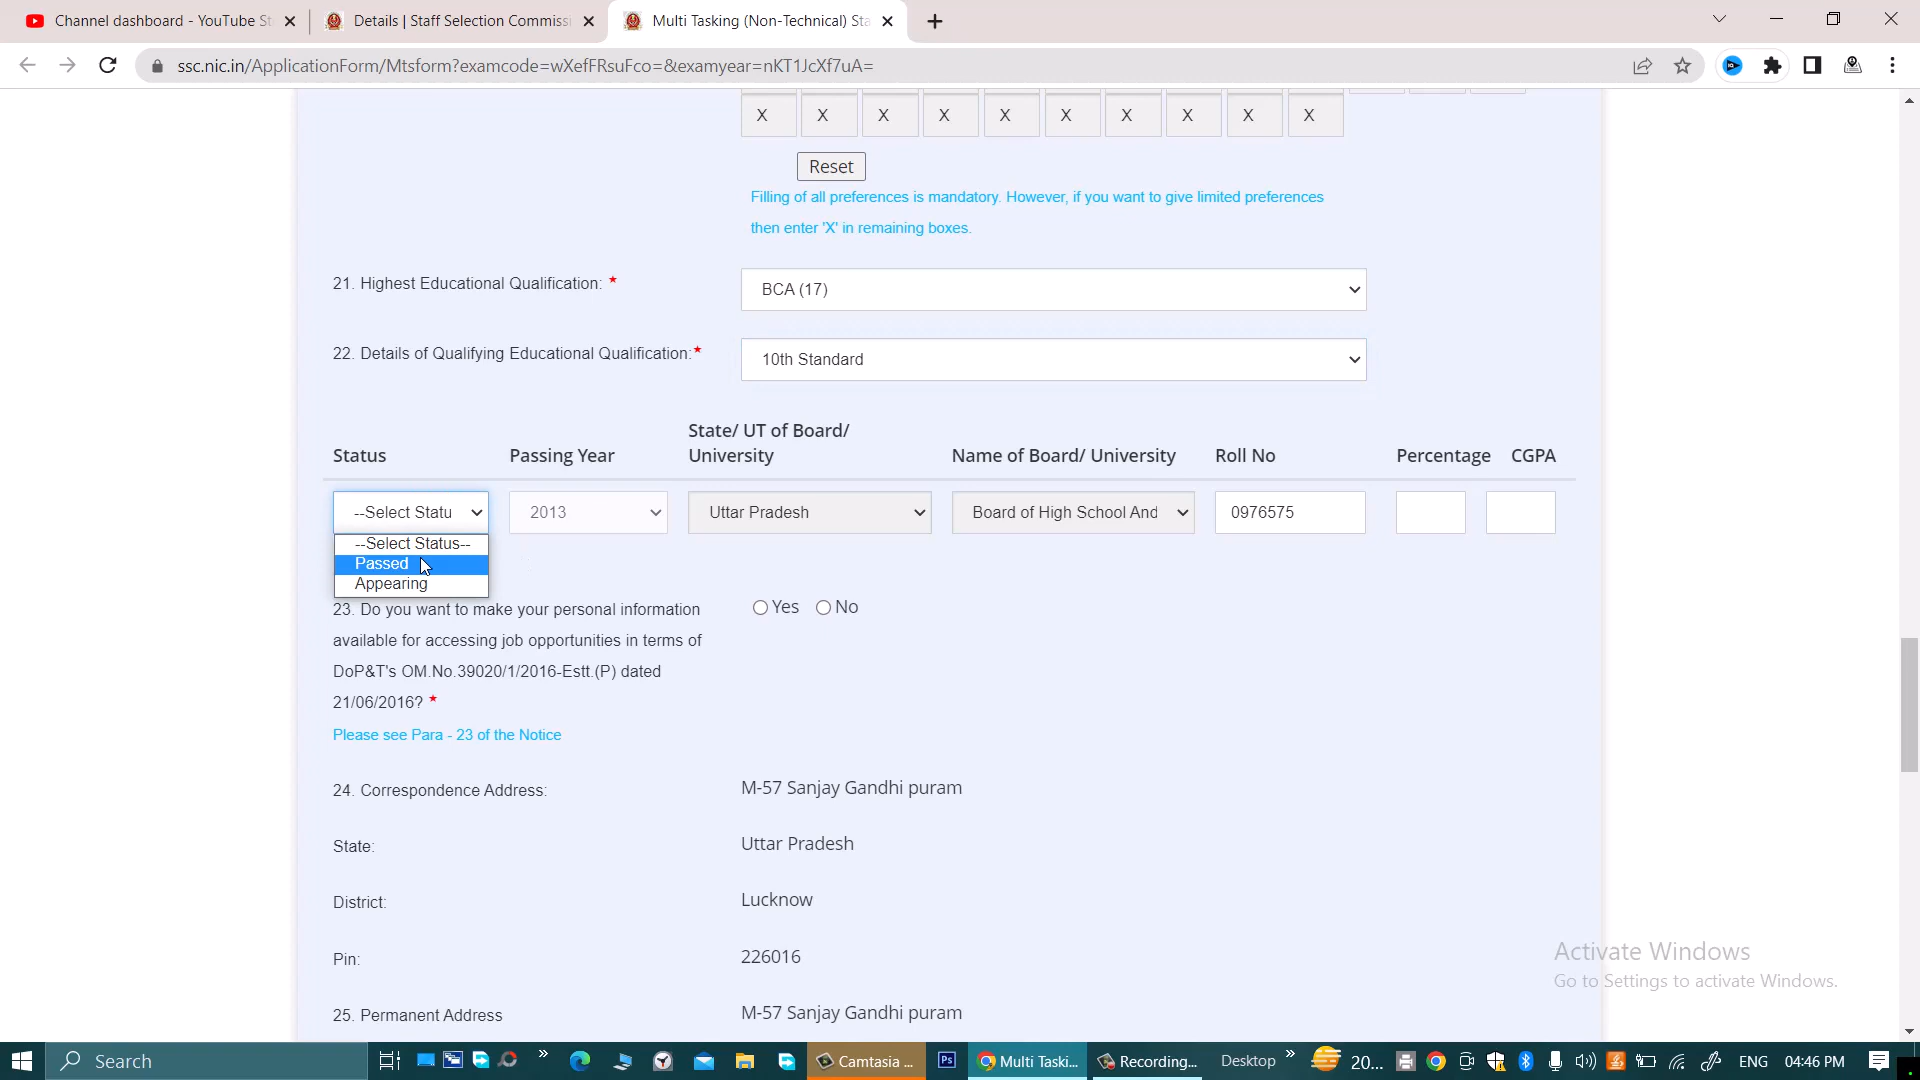 Channel dashboard - YouTube St
Details | Staff Selection Commiss
Multi Tasking (Non-Technical) Sta
ssc.nic.in/ApplicationForm/Mtsform?examcode=wXefFRsuFco=&examyear=nKT1JcXf7uA=
X X X X X X X X X X
Reset
Filling of all preferences is mandatory. However, if you want to give limited preferences
then enter 'X' in remaining boxes.
21. Highest Educational Qualification: *
BCA (17)
22. Details of Qualifying Educational Qualification:*
10th Standard
State/ UT of Board/
Status Passing Year University Name of Board/ University Roll No Percentage CGPA
--Select Statu 2013 Uttar Pradesh Board of High School And 0976575
--Select Status--
Passed
Appearing
23. Do you want to make your personal information
available for accessing job opportunities in terms of
DoP&T's OM.No.39020/1/2016-Estt.(P) dated
21/06/2016? *
Yes No
Please see Para - 23 of the Notice
24. Correspondence Address: M-57 Sanjay Gandhi puram
State: Uttar Pradesh
District: Lucknow
Pin: 226016
25. Permanent Address M-57 Sanjay Gandhi puram
Activate Windows
Go to Settings to activate Windows.
Search
Camtasia ...
Ps
Multi Taski...
Recording...
Desktop
20...
ENG 04:46 PM